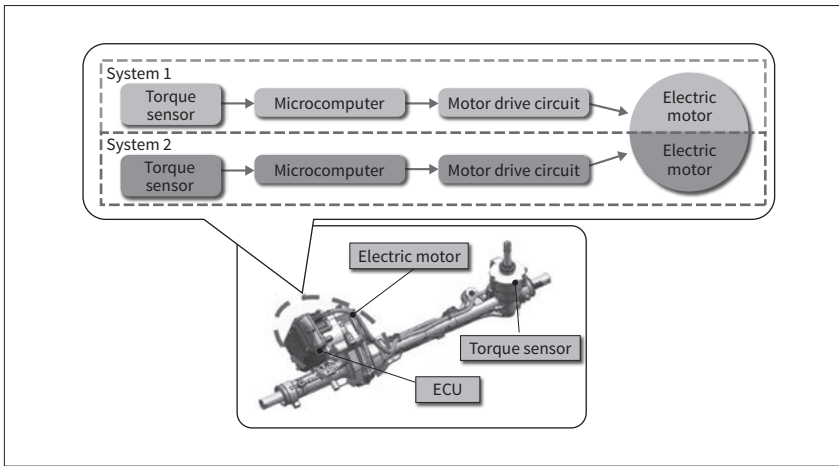 System 1
Torque
sensor
Microcomputer
Motor drive circuit
Electric
motor
System 2
Torque
sensor
Microcomputer
Motor drive circuit
Electric
motor
Electric motor
Torque sensor
ECU